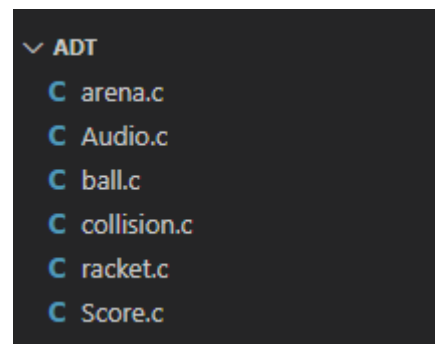 ADT
C arena.c
C Audio.c
C ball.c
C collision.c
C racket.c
C Score.c